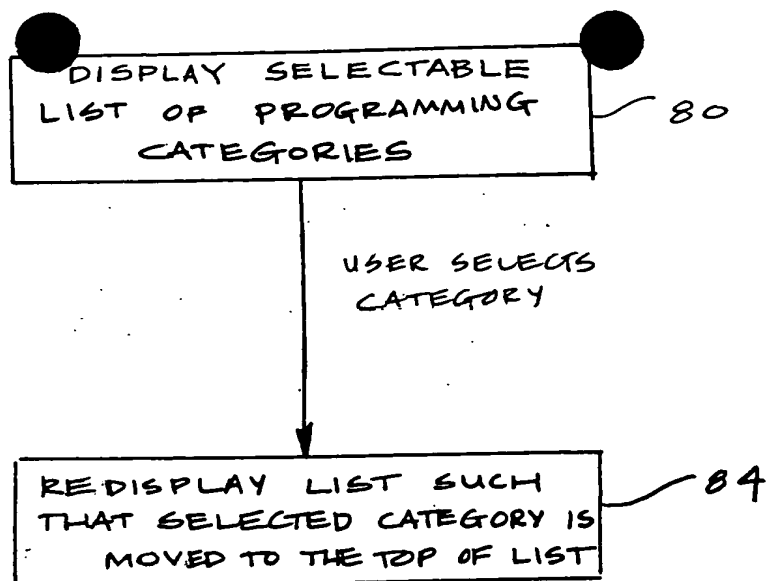 DISPLAY SELECTABLE
LIST OF PROGRAMMING
CATEGORIES
80
USER SELECTS
CATEGORY
REDISPLAY LIST SUCH
THAT SELECTED CATEGORY IS
MOVED TO THE TOP OF LIST
84